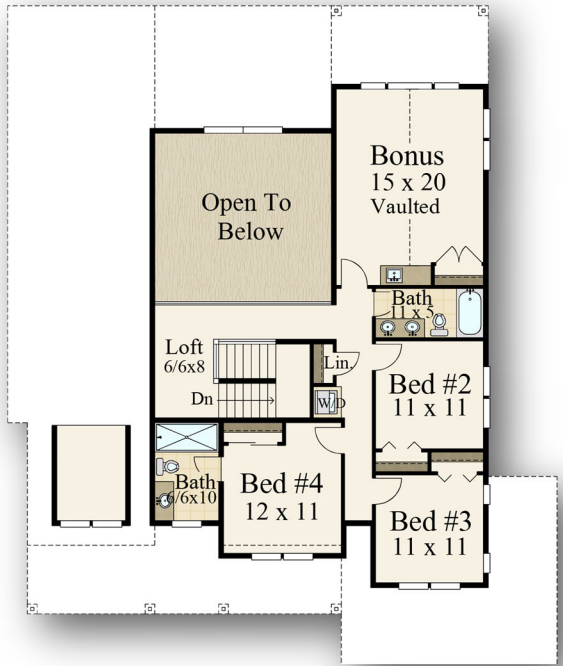 Bonus
15 x 20
Vaulted
Open To
Below
Bath
11 x 5
Loft
6/6x8
Lin.
Dn
W/D
Bed #2
11 x 11
Bath
6/6x10
Bed #4
12 x 11
Bed #3
11 x 11